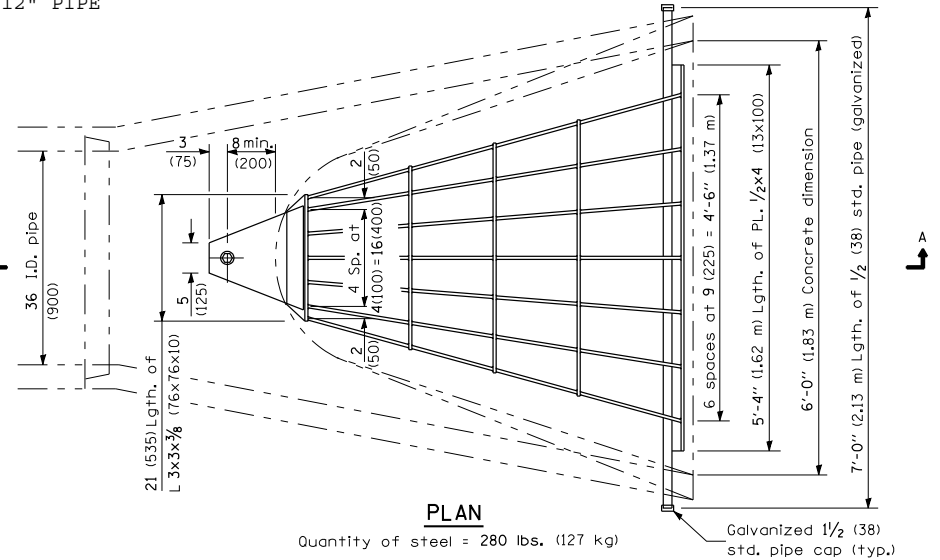 12" PIPE
3
(75)
8 min.
(200)
2
(50)
36 I.D. pipe
(900)
5
(125)
4 Sp. at
4(100)=16(400)
2
(50)
21 (535) Lgth. of
L 3x3x3/8 (76x76x10)
6 spaces at 9 (225) = 4'-6" (1.37 m)
5'-4" (1.62 m) Lgth. of PL. 1/2x4 (13x100)
6'-0" (1.83 m) Concrete dimension
7'-0" (2.13 m) Lgth. of 1/2 (38) std. pipe (galvanized)
A
PLAN
Quantity of steel = 280 lbs. (127 kg)
Galvanized 1 1/2 (38)
std. pipe cap (typ.)